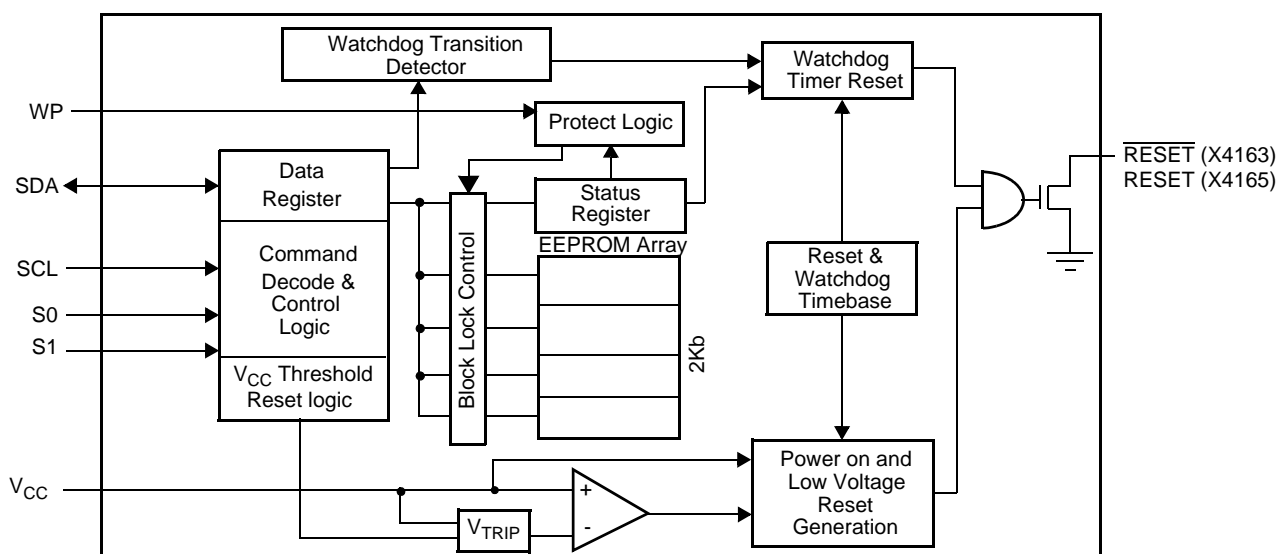 Watchdog Transition
Detector
Watchdog
Timer Reset
WP
Protect Logic
RESET (X4163)
RESET (X4165)
SDA
Data
Register
Status
Register
EEPROM Array
SCL
Command
Decode &
Control
Logic
Block Lock Control
Reset &
Watchdog
Timebase
S0
S1
2Kb
VCC Threshold
Reset logic
Power on and
Low Voltage
Reset
Generation
VCC
+
-
VTRIP